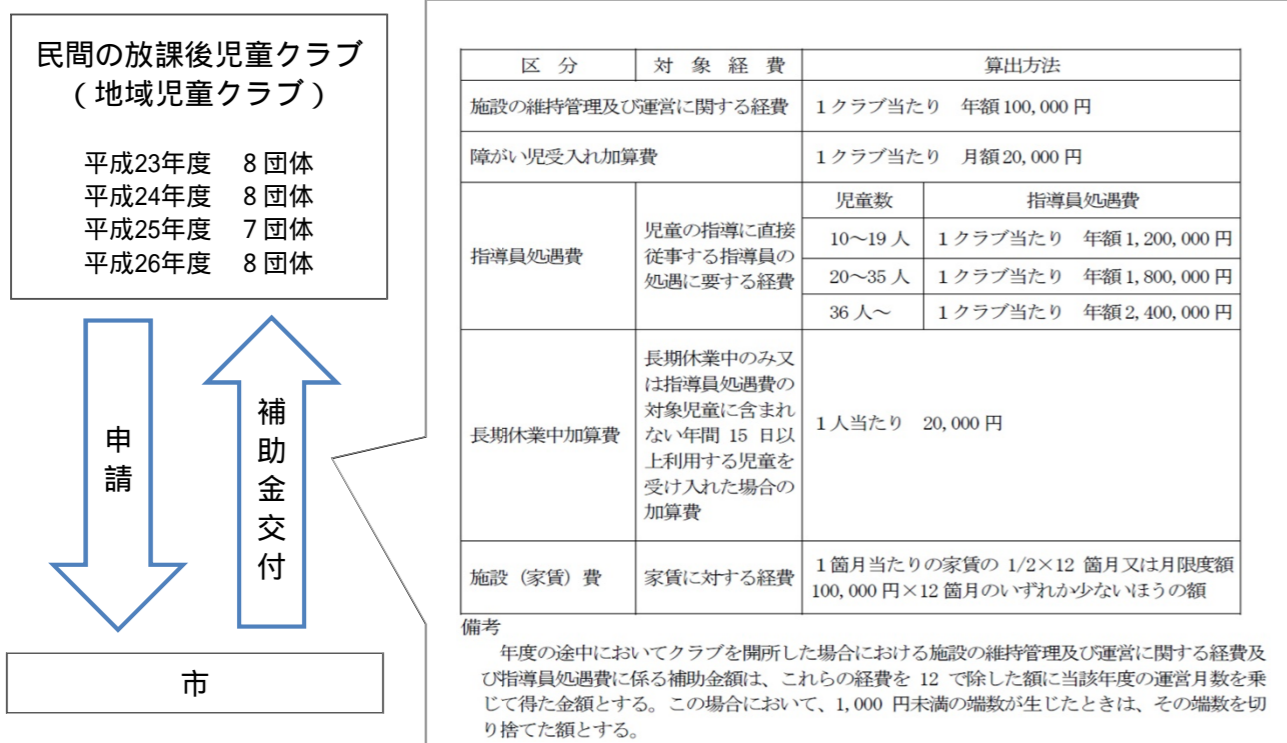 民間の放課後児童クラブ
（地域児童クラブ）
平成23年度　８団体
平成24年度　８団体
平成25年度　７団体
平成26年度　８団体
申請
補助金交付
市
区　分
対　象　経　費
算出方法
施設の維持管理及び運営に関する経費
１クラブ当たり　年額100,000円
障がい児受入れ加算費
１クラブ当たり　月額20,000円
指導員処遇費
児童の指導に直接
従事する指導員の
処遇に要する経費
児童数
指導員処遇費
10～19人
１クラブ当たり　年額1,200,000円
20～35人
１クラブ当たり　年額1,800,000円
36人～
１クラブ当たり　年額2,400,000円
長期休業中加算費
長期休業中のみ又
は指導員処遇費の
対象児童に含まれ
ない年間 15 日以
上利用する児童を
受け入れた場合の
加算費
１人当たり　20,000円
施設（家賃）費
家賃に対する経費
１箇月当たりの家賃の 1/2×12 箇月又は月限度額
100,000円×12箇月のいずれか少ないほうの額
備考
年度の途中においてクラブを開所した場合における施設の維持管理及び運営に関する経費及
び指導員処遇費に係る補助金額は、これらの経費を 12 で除した額に当該年度の運営月数を乗
じて得た金額とする。この場合において、1,000 円未満の端数が生じたときは、その端数を切
り捨てた額とする。